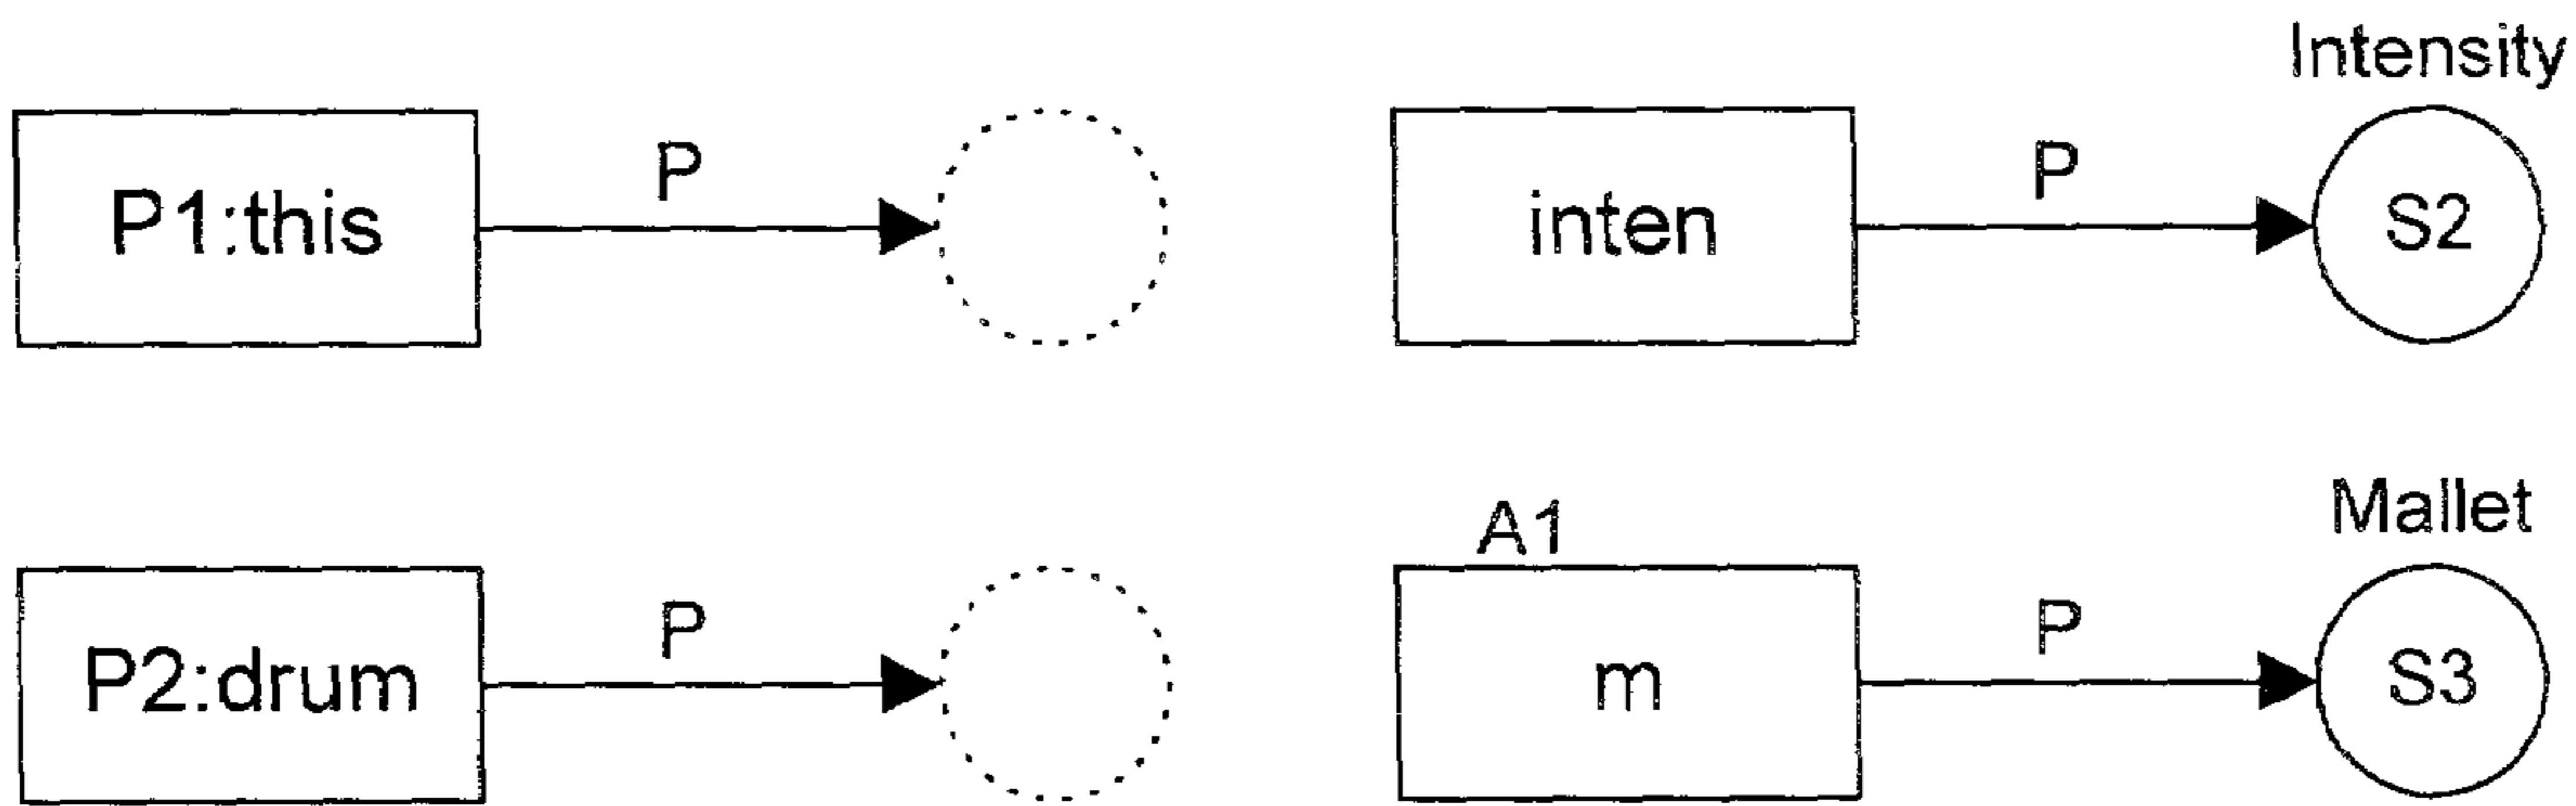 Intensity
P1:this P inten P S2
A1 Mallet
P2:drum P m P S3